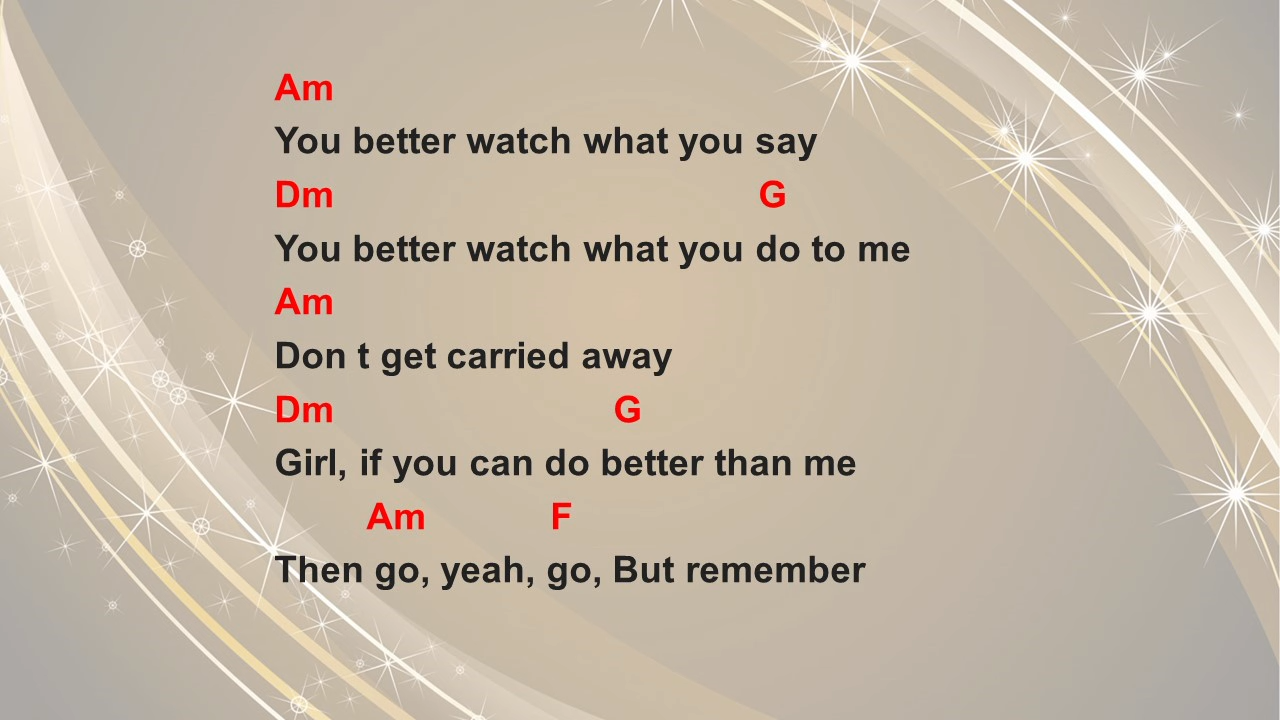 Am
You better watch what you say
Dm G
You better watch what you do to me
Am
Don t get carried away
Dm G
Girl, if you can do better than me
Am F
Then go, yeah, go, But remember